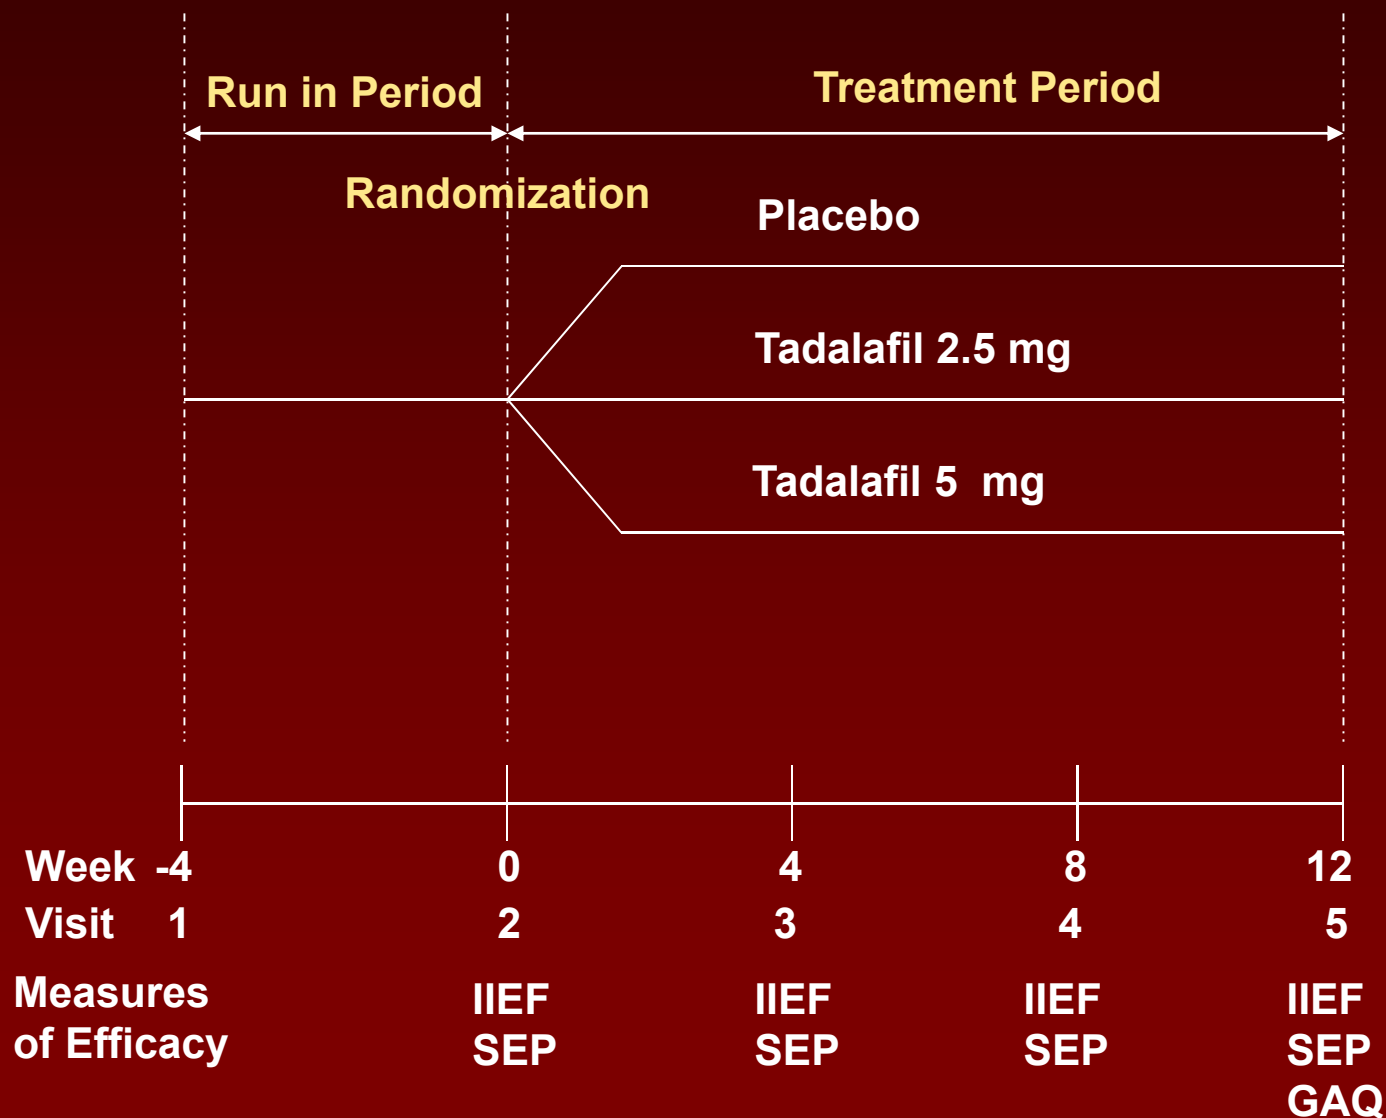 Run in Period
Treatment Period
Randomization
Placebo
Tadalafil 2.5 mg
Tadalafil 5 mg
Week -4 0 4 8 12
Visit 1 2 3 4 5
Measures
of Efficacy
IIEF IIEF IIEF IIEF
SEP SEP SEP SEP
GAQ